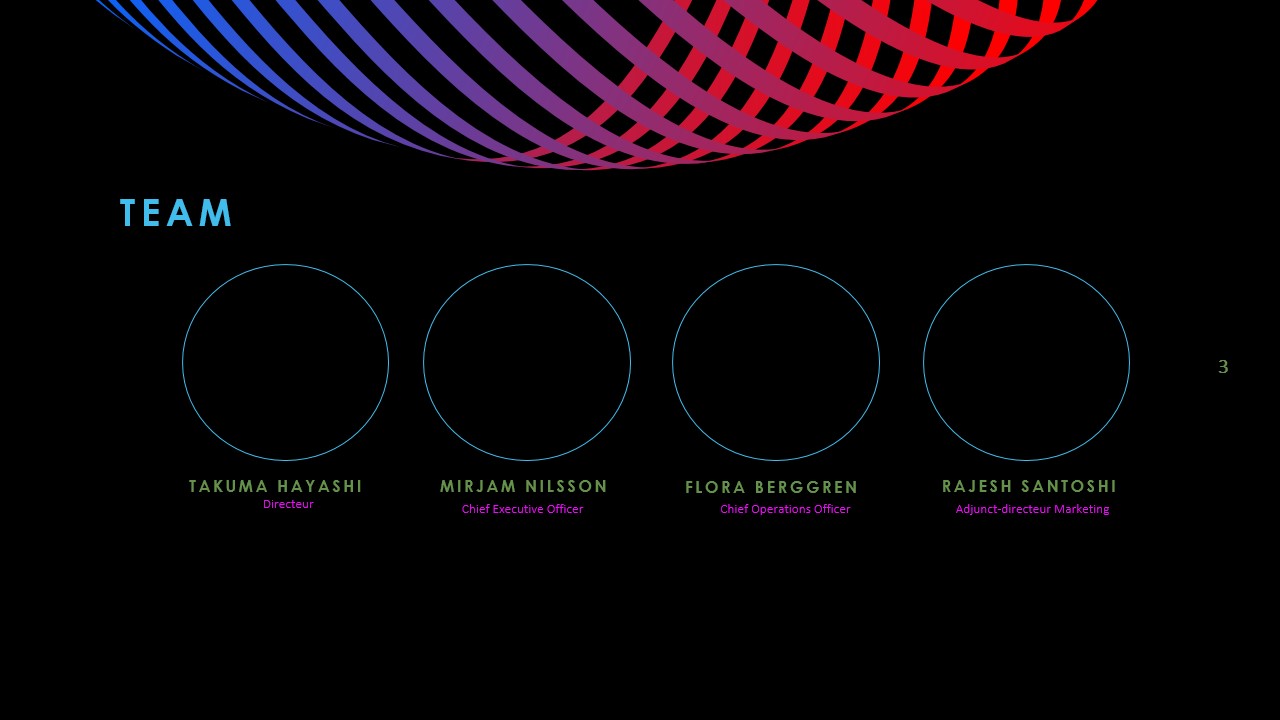 TEAM
3
TAKUMA HAYASHI
Directeur
MIRJAM NILSSON
Chief Executive Officer
FLORA BERGGREN
Chief Operations Officer
RAJESH SANTOSHI
Adjunct-directeur Marketing